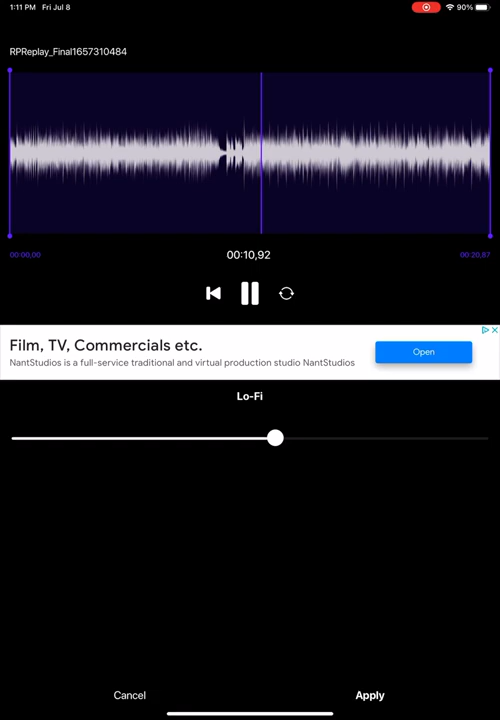 1:11 PM Fri Jul 8 90%
RPReplay_Final1657310484
00:00,00 00:10,92 00:20,87
Film, TV, Commercials etc.
NantStudios is a full-service traditional and virtual production studio NantStudios
Open
Lo-Fi
Cancel Apply